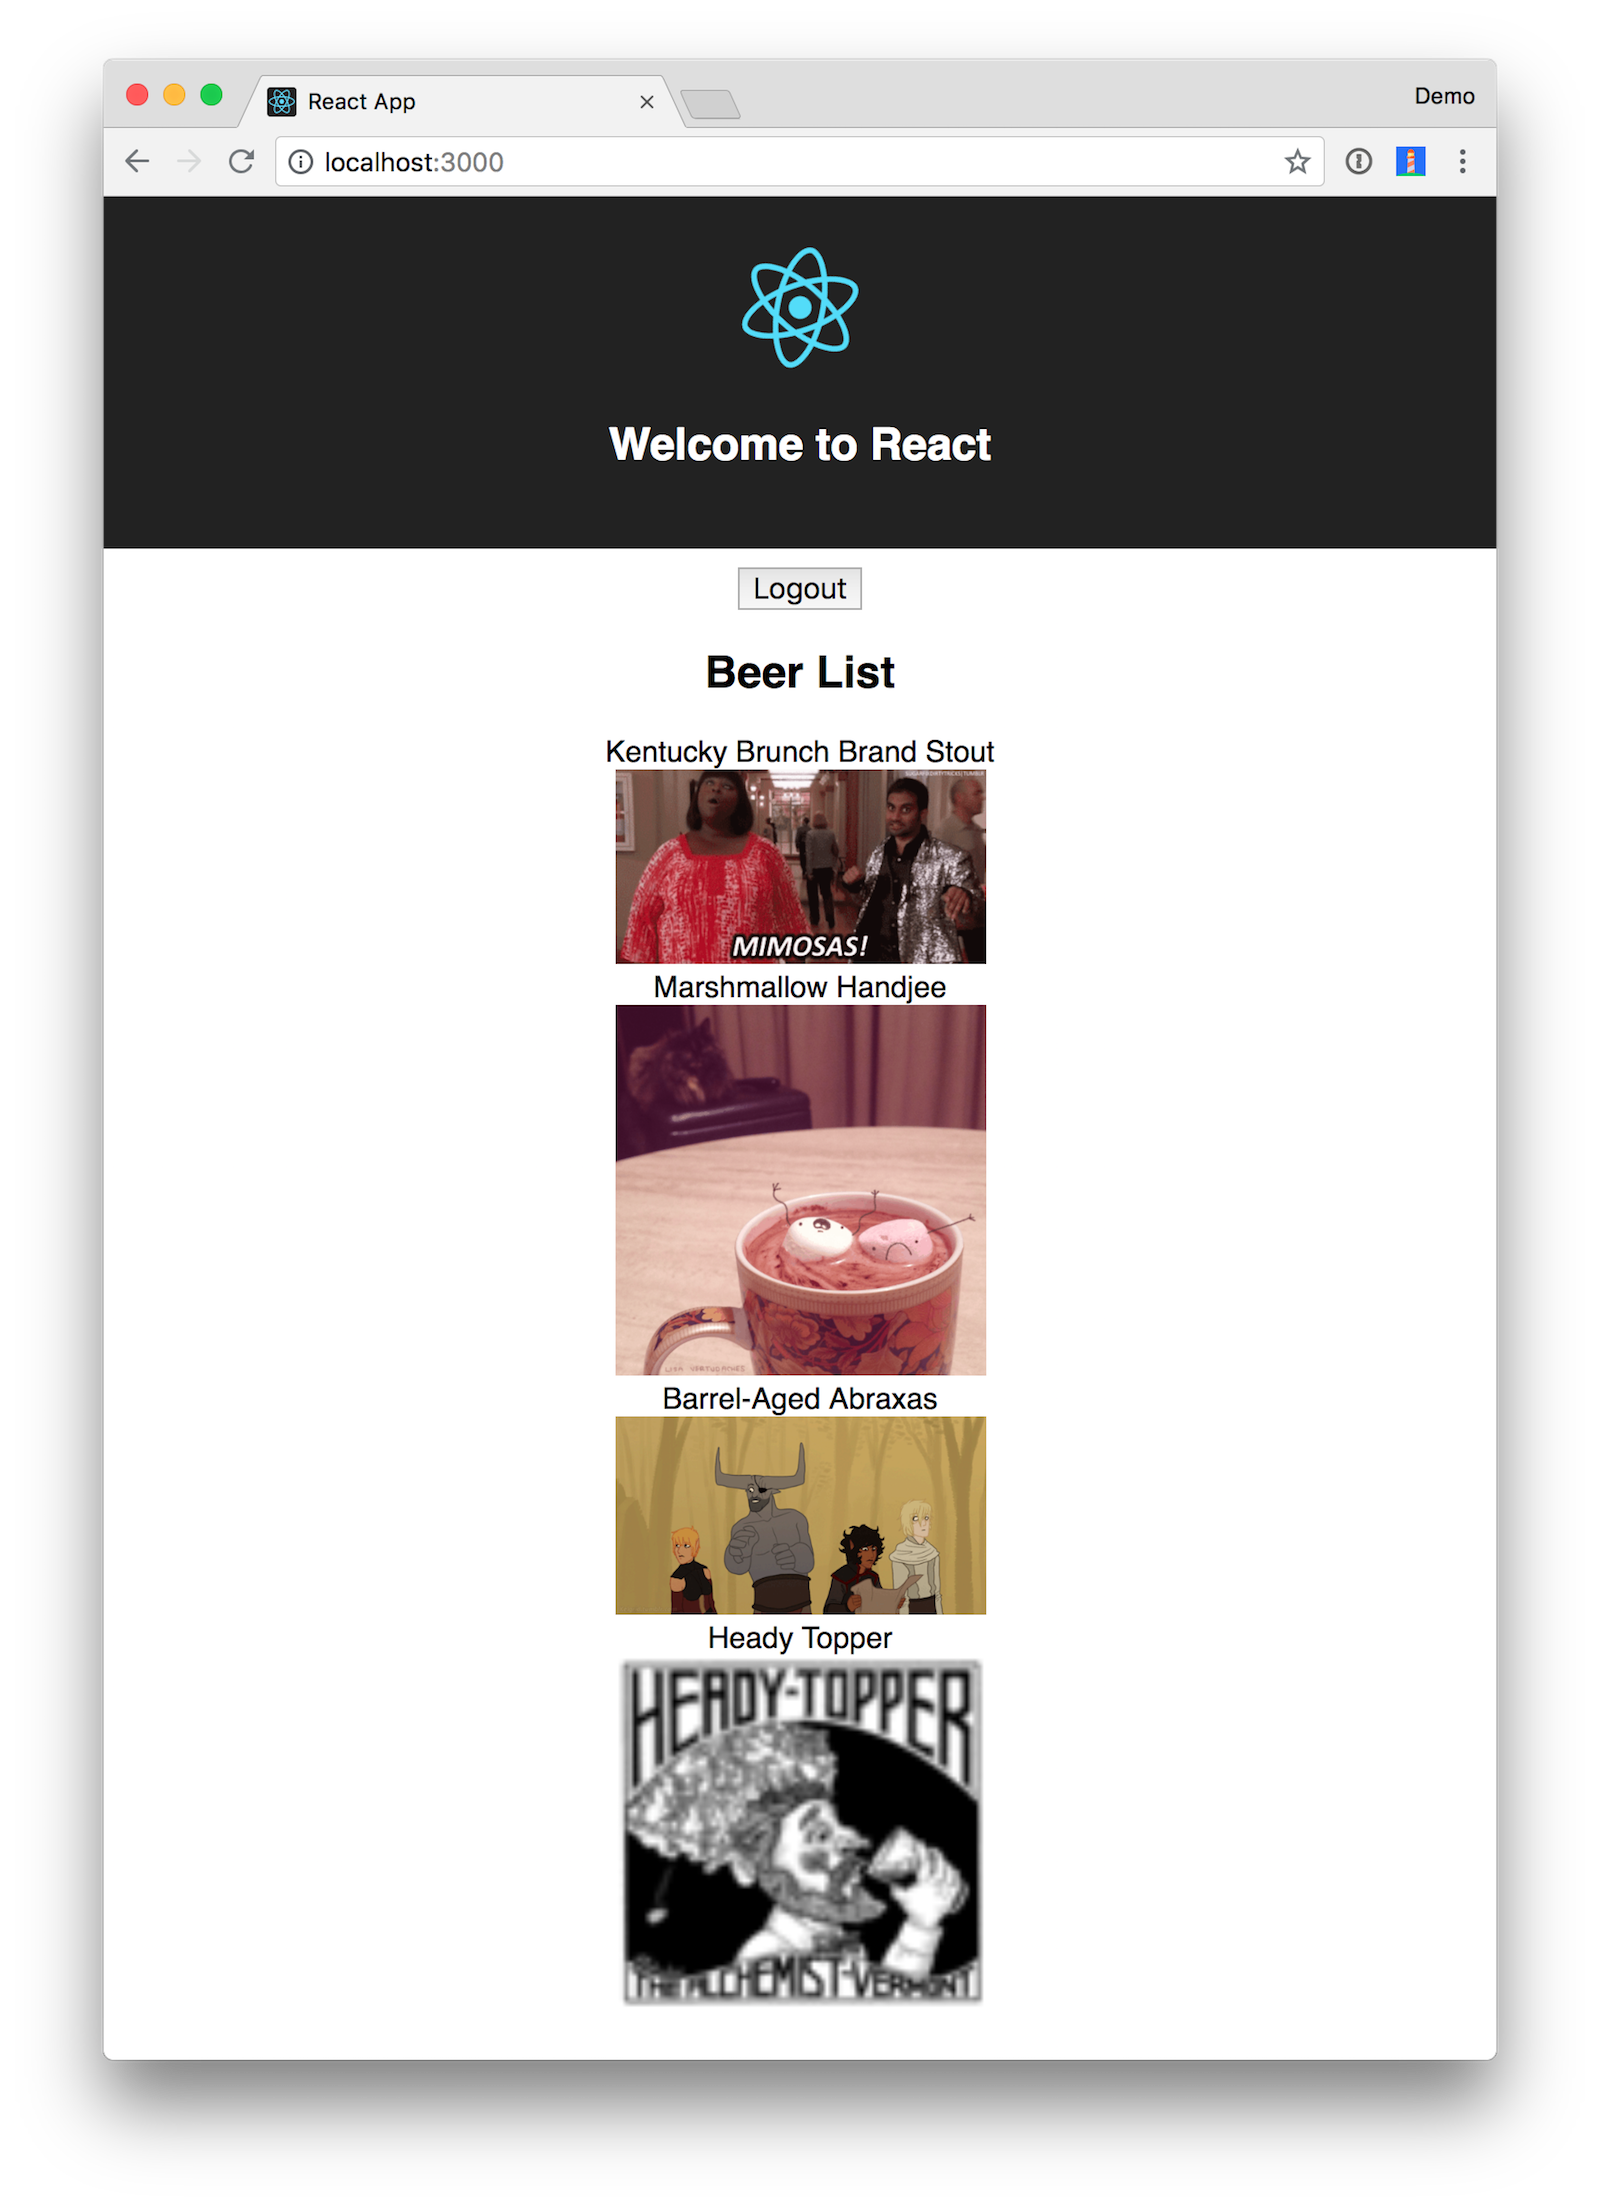 React App
Demo
localhost:3000
Welcome to React
Logout
Beer List
Kentucky Brunch Brand Stout
MIMOSAS!
Marshmallow Handjee
Barrel-Aged Abraxas
Heady Topper
HEADY-TOPPER
THE ALCHEMIST-VERMONT